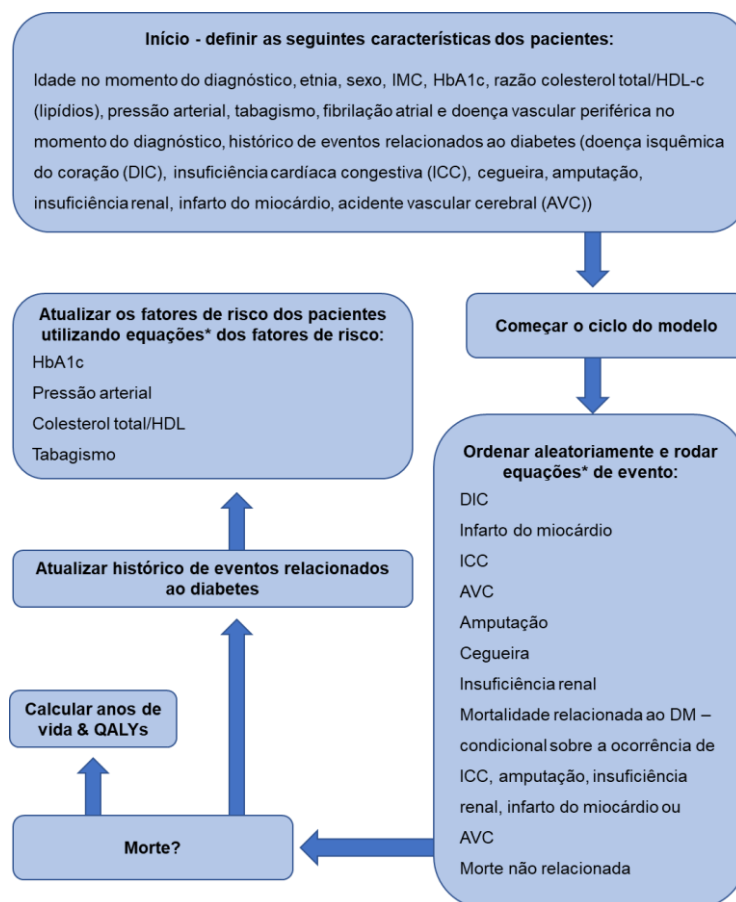 Início - definir as seguintes características dos pacientes:
Idade no momento do diagnóstico, etnia, sexo, IMC, HbA1c, razão colesterol total/HDL-c
(lipídios), pressão arterial, tabagismo, fibrilação atrial e doença vascular periférica no
momento do diagnóstico, histórico de eventos relacionados ao diabetes (doença isquêmica
do coração (DIC), insuficiência cardíaca congestiva (ICC), cegueira, amputação,
insuficiência renal, infarto do miocárdio, acidente vascular cerebral (AVC))
Começar o ciclo do modelo
Ordenar aleatoriamente e rodar
equações* de evento:
DIC
Infarto do miocárdio
ICC
AVC
Amputação
Cegueira
Insuficiência renal
Mortalidade relacionada ao DM –
condicional sobre a ocorrência de
ICC, amputação, insuficiência
renal, infarto do miocárdio ou
AVC
Morte não relacionada
Morte?
Calcular anos de
vida & QALYs
Atualizar histórico de eventos relacionados
ao diabetes
Atualizar os fatores de risco dos pacientes
utilizando equações* dos fatores de risco:
HbA1c
Pressão arterial
Colesterol total/HDL
Tabagismo